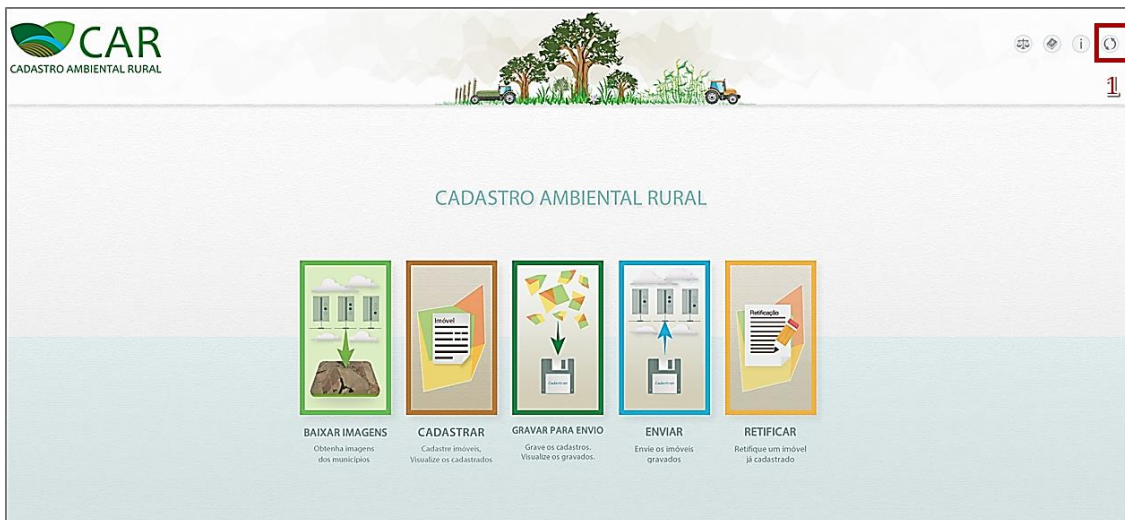 CAR
CADASTRO AMBIENTAL RURAL
i
1
CADASTRO AMBIENTAL RURAL
Imóvel
Retificação
BAIXAR IMAGENS
Obtenha imagens
dos municípios
CADASTRAR
Cadastre imóveis,
Visualize os cadastrados
GRAVAR PARA ENVIO
Grave os cadastros.
Visualize os gravados.
ENVIAR
Envie os imóveis
gravados
RETIFICAR
Retifique um imóvel
já cadastrado